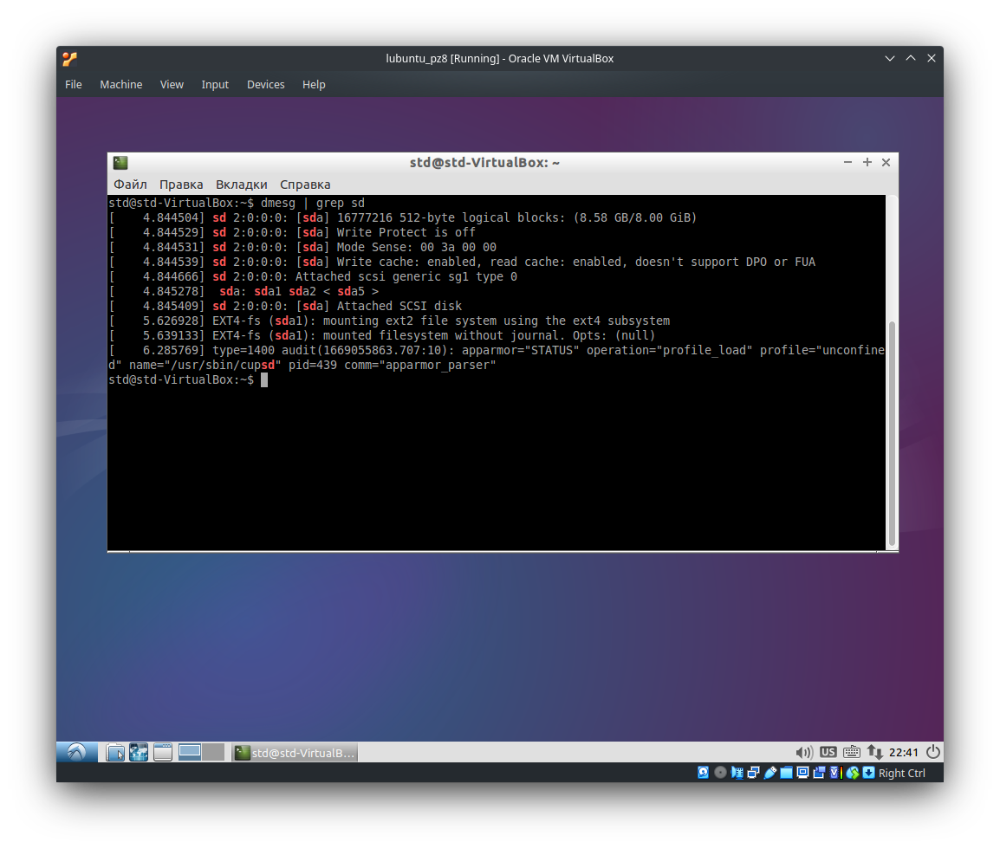 lubuntu_pz8 [Running] - Oracle VM VirtualBox
File Machine View Input Devices Help
std@std-VirtualBox: ~
Файл Правка Вкладки Справка
std@std-VirtualBox:~$ dmesg | grep sd
[    4.844504] sd 2:0:0:0: [sda] 16777216 512-byte logical blocks: (8.58 GB/8.00 GiB)
[    4.844529] sd 2:0:0:0: [sda] Write Protect is off
[    4.844531] sd 2:0:0:0: [sda] Mode Sense: 00 3a 00 00
[    4.844539] sd 2:0:0:0: [sda] Write cache: enabled, read cache: enabled, doesn't support DPO or FUA
[    4.844666] sd 2:0:0:0: Attached scsi generic sg1 type 0
[    4.845278]  sda: sda1 sda2 < sda5 >
[    4.845409] sd 2:0:0:0: [sda] Attached SCSI disk
[    5.626928] EXT4-fs (sda1): mounting ext2 file system using the ext4 subsystem
[    5.639133] EXT4-fs (sda1): mounted filesystem without journal. Opts: (null)
[    6.285769] type=1400 audit(1669055863.707:10): apparmor="STATUS" operation="profile_load" profile="unconfine
d" name="/usr/sbin/cupsd" pid=439 comm="apparmor_parser"
std@std-VirtualBox:~$
std@std-VirtualB... US 22:41
Right Ctrl